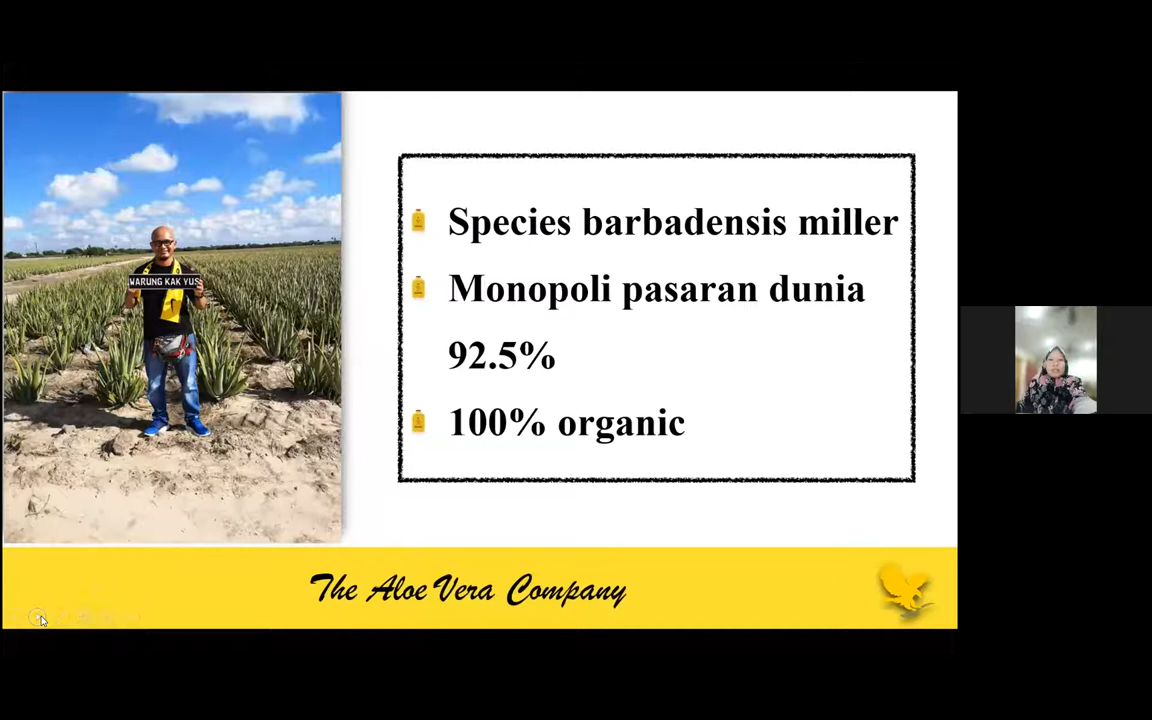 WARUNG KAK YUS
Species barbadensis miller
Monopoli pasaran dunia
92.5%
100% organic
The Aloe Vera Company